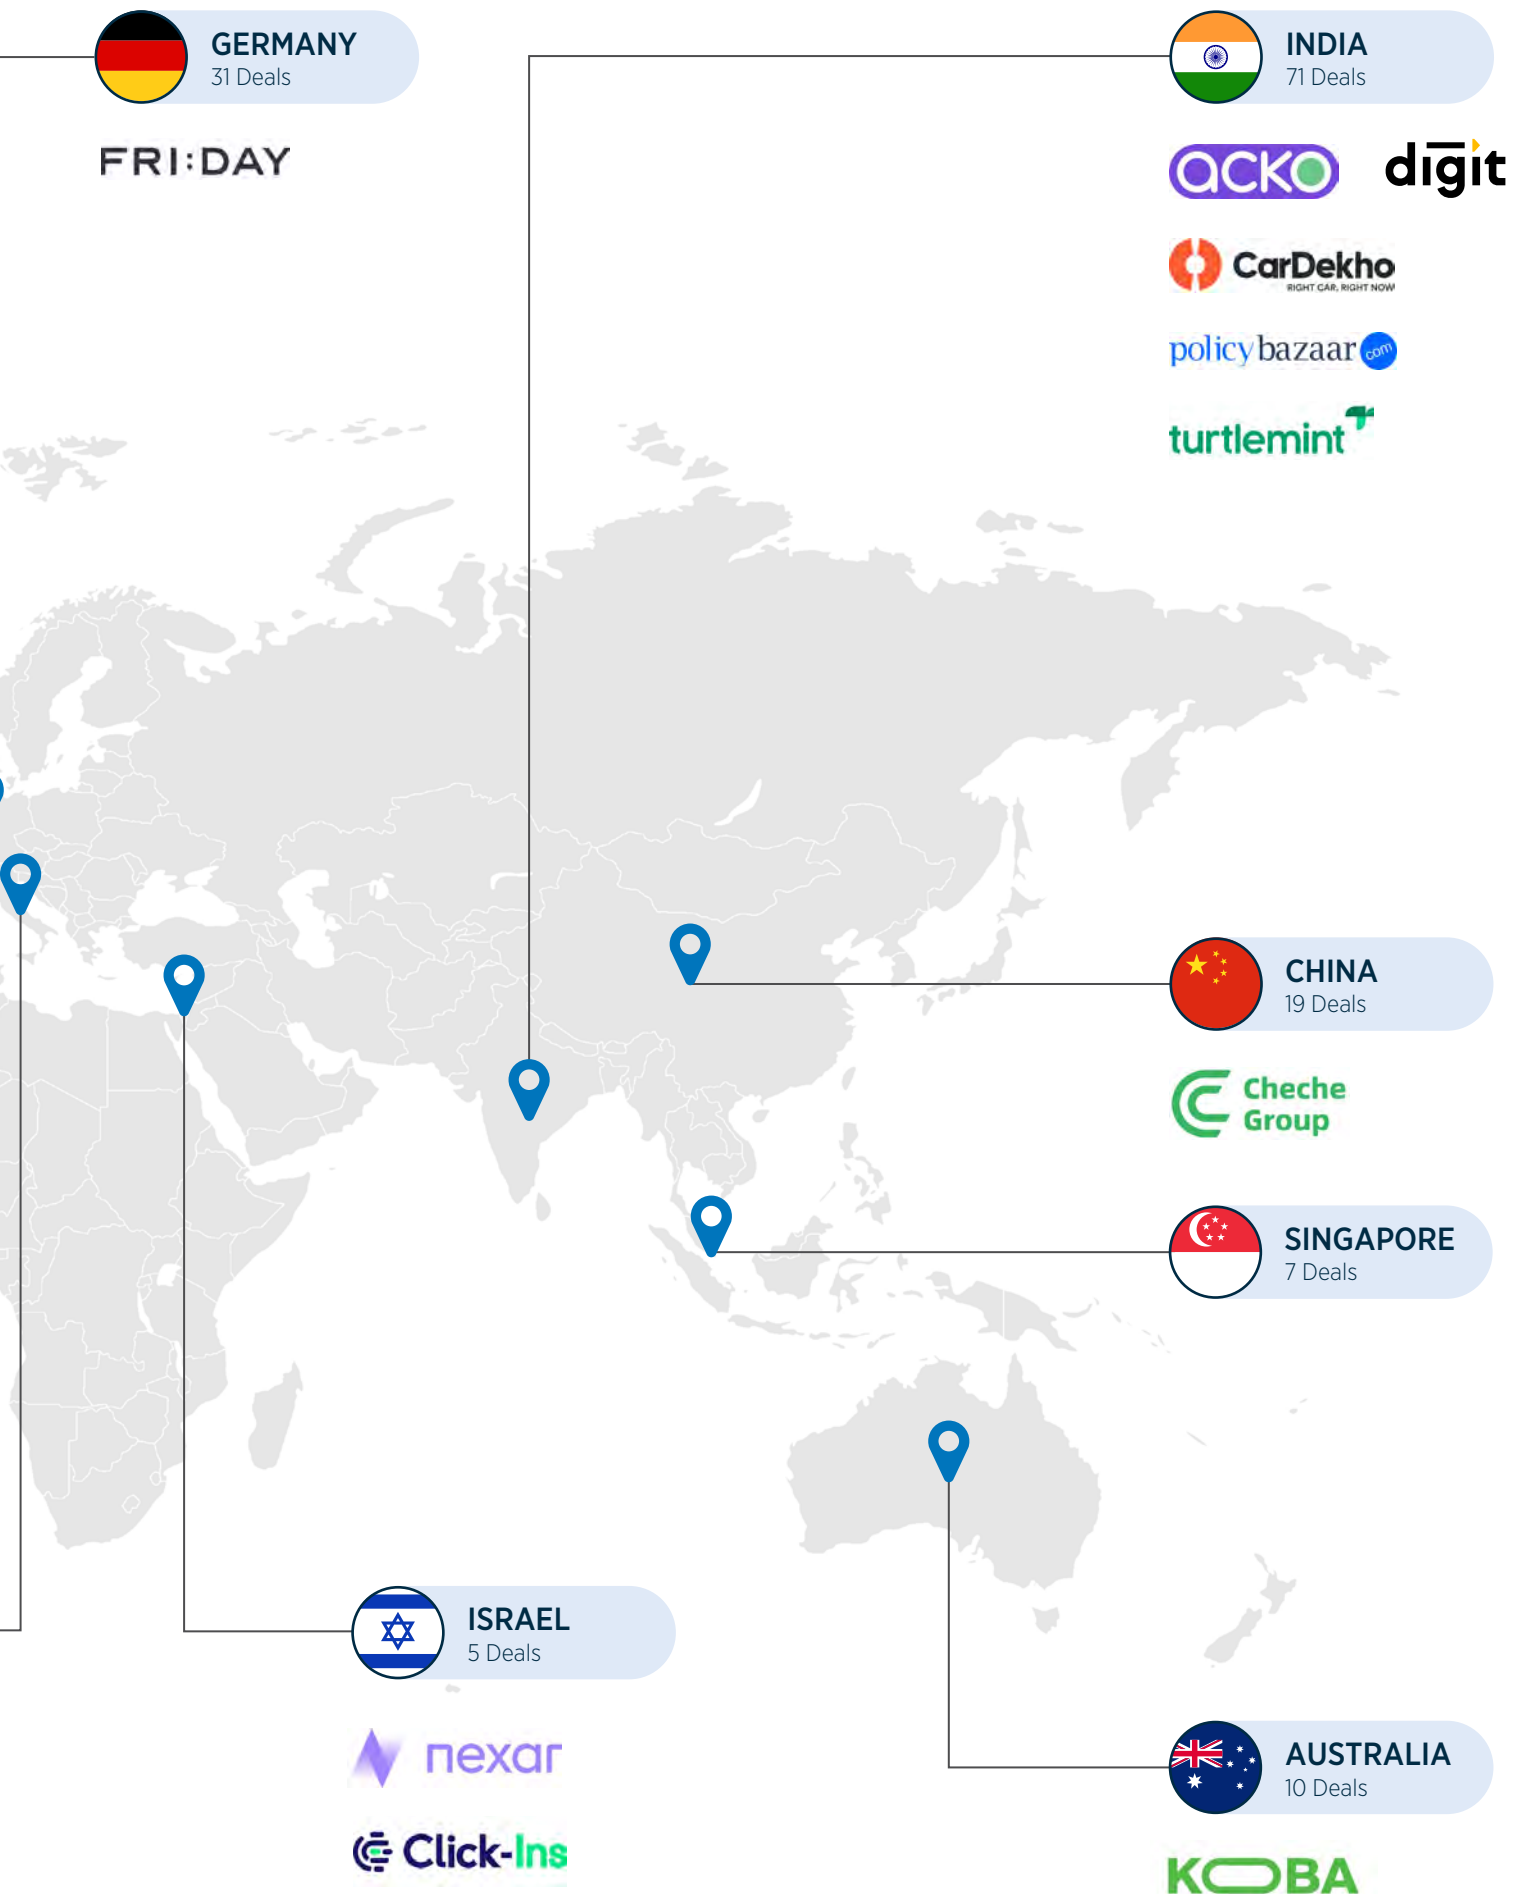 GERMANY
31 Deals
FRI:DAY
INDIA
71 Deals
acko
digit
CarDekho
RIGHT CAR, RIGHT NOW
policybazaar com
turtlemint
CHINA
19 Deals
Cheche
Group
SINGAPORE
7 Deals
ISRAEL
5 Deals
nexar
Click-Ins
AUSTRALIA
10 Deals
KOBA